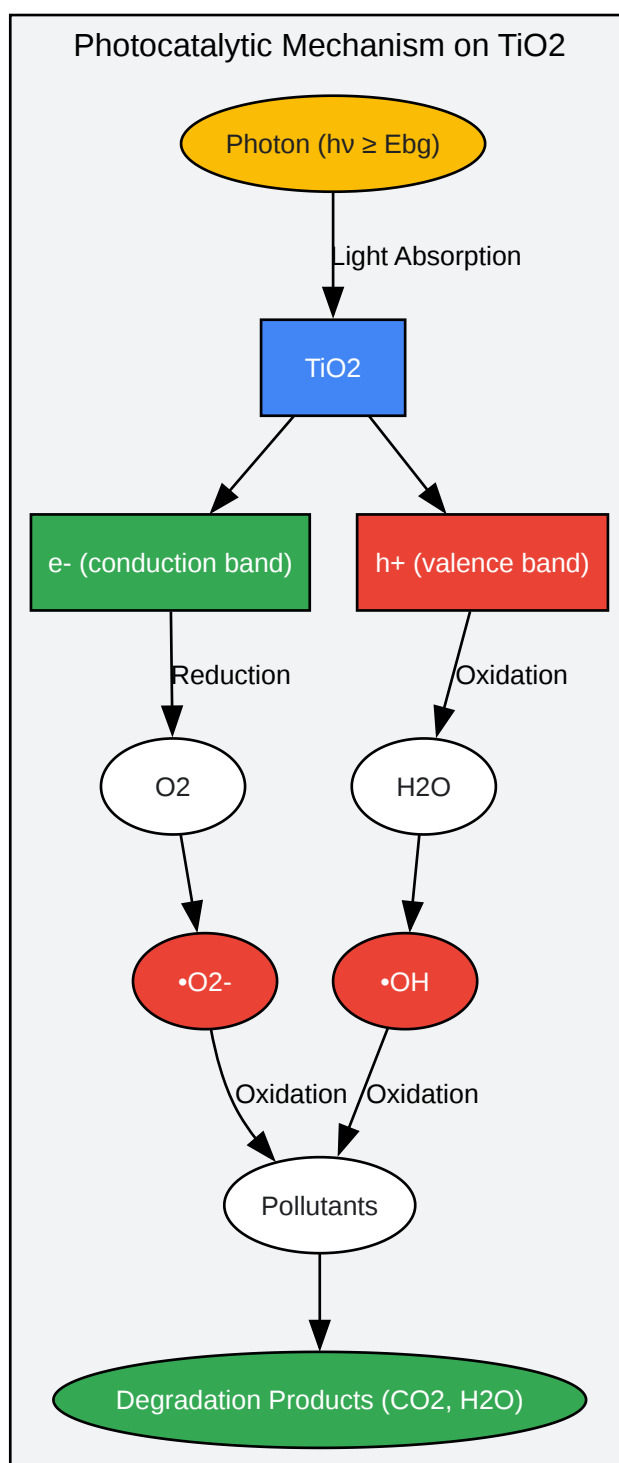 Photocatalytic Mechanism on TiO2
Photon (hν ≥ Ebg)
Light Absorption
TiO2
e- (conduction band)
h+ (valence band)
Reduction
Oxidation
O2
H2O
•O2-
•OH
Oxidation
Oxidation
Pollutants
Degradation Products (CO2, H2O)